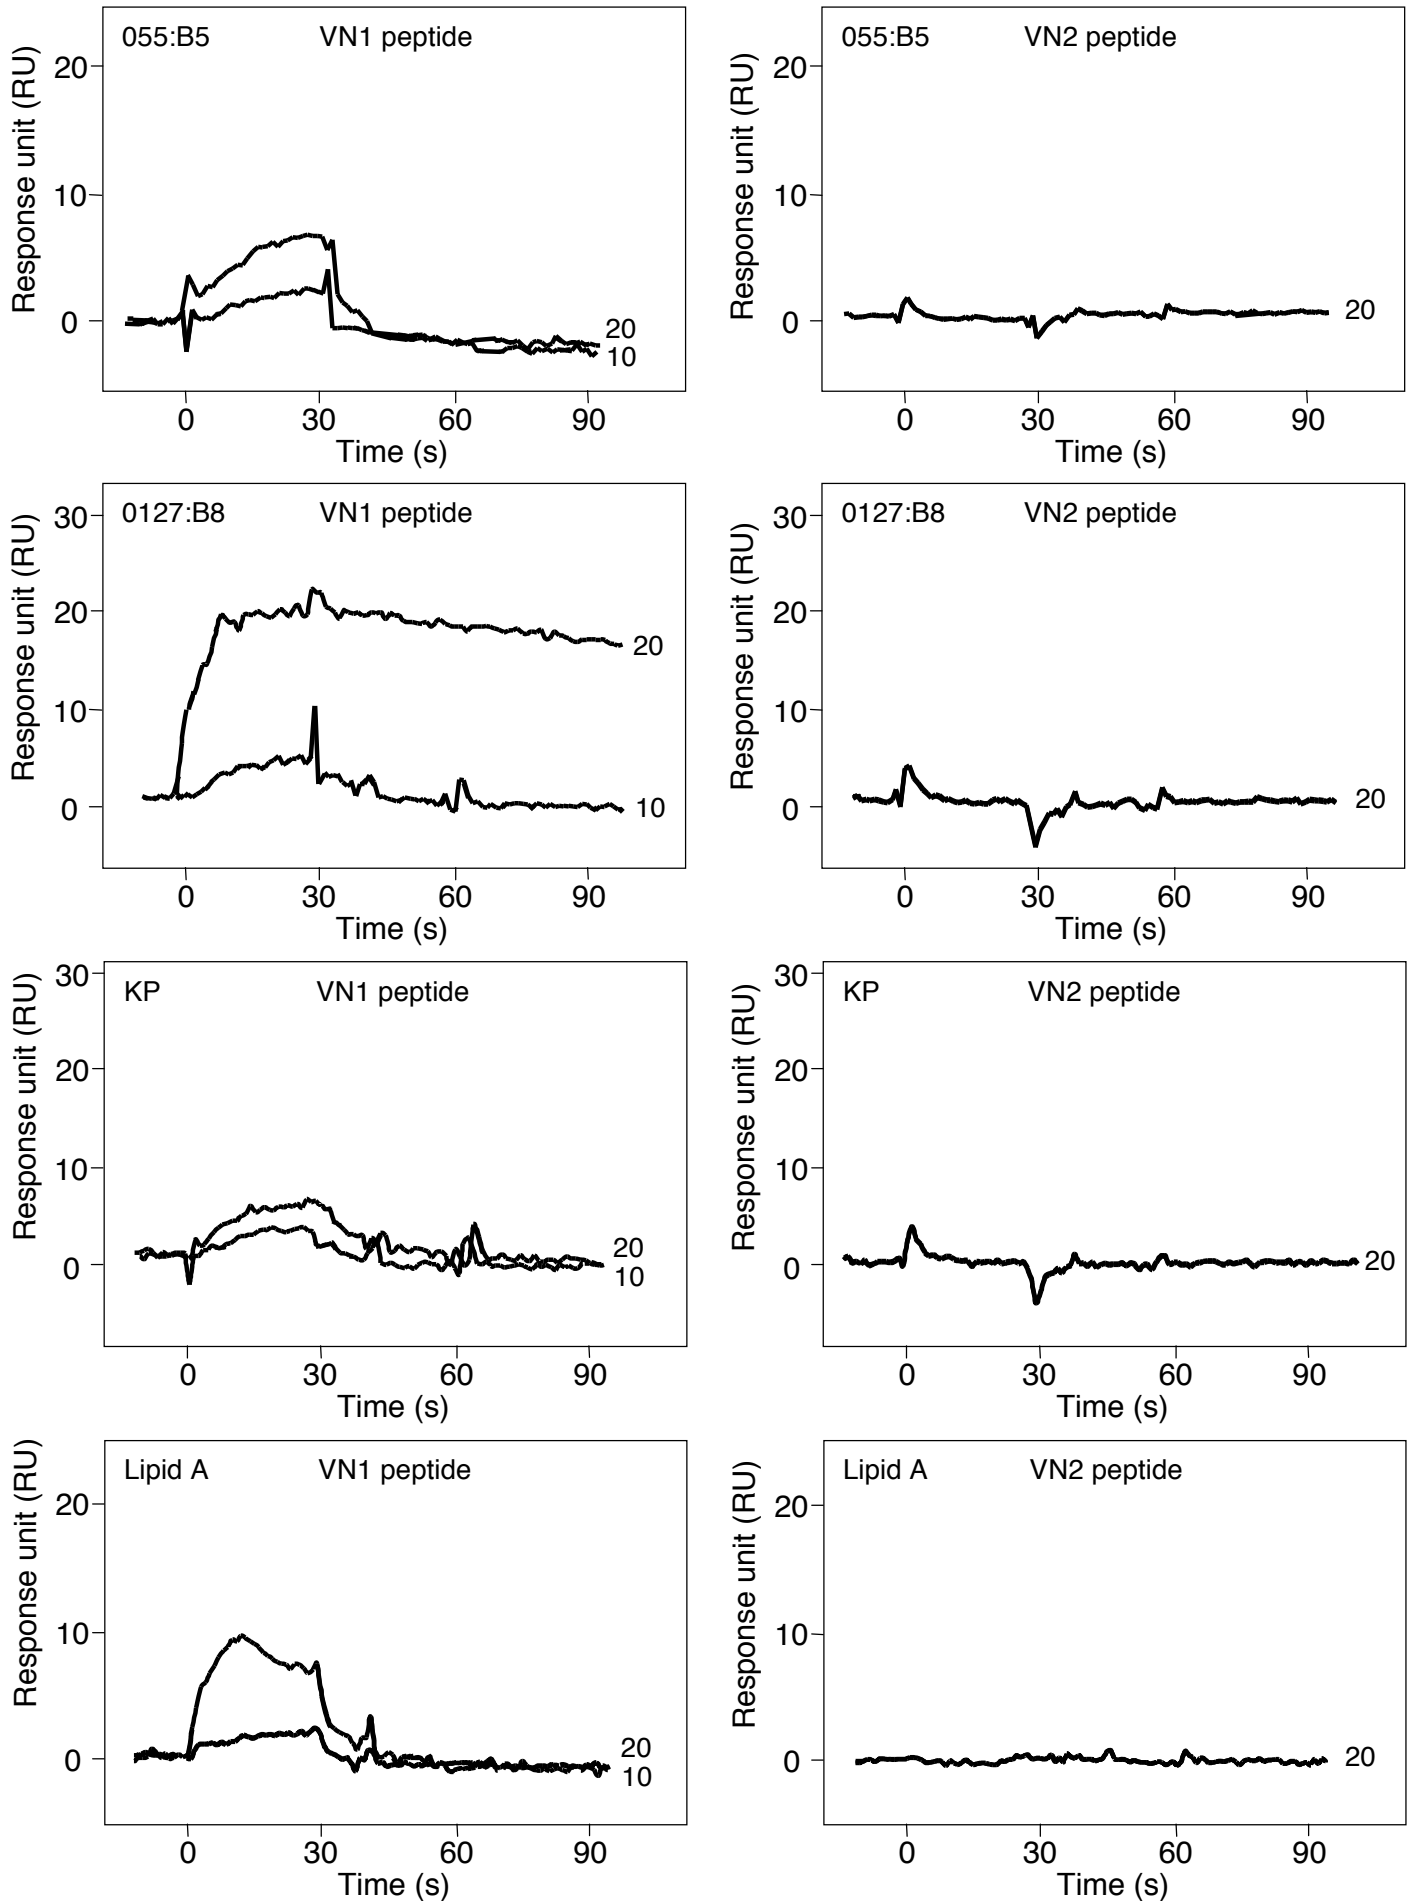 055:B5 VN1 peptide
Response unit (RU)
20
10
0
20
10
0 30 60 90
Time (s)
055:B5 VN2 peptide
Response unit (RU)
20
10
0
20
0 30 60 90
Time (s)
0127:B8 VN1 peptide
Response unit (RU)
30
20
10
0
20
10
0 30 60 90
Time (s)
0127:B8 VN2 peptide
Response unit (RU)
30
20
10
0
20
0 30 60 90
Time (s)
KP VN1 peptide
Response unit (RU)
30
20
10
0
20
10
0 30 60 90
Time (s)
KP VN2 peptide
Response unit (RU)
30
20
10
0
20
0 30 60 90
Time (s)
Lipid A VN1 peptide
Response unit (RU)
20
10
0
20
10
0 30 60 90
Time (s)
Lipid A VN2 peptide
Response unit (RU)
20
10
0
20
0 30 60 90
Time (s)